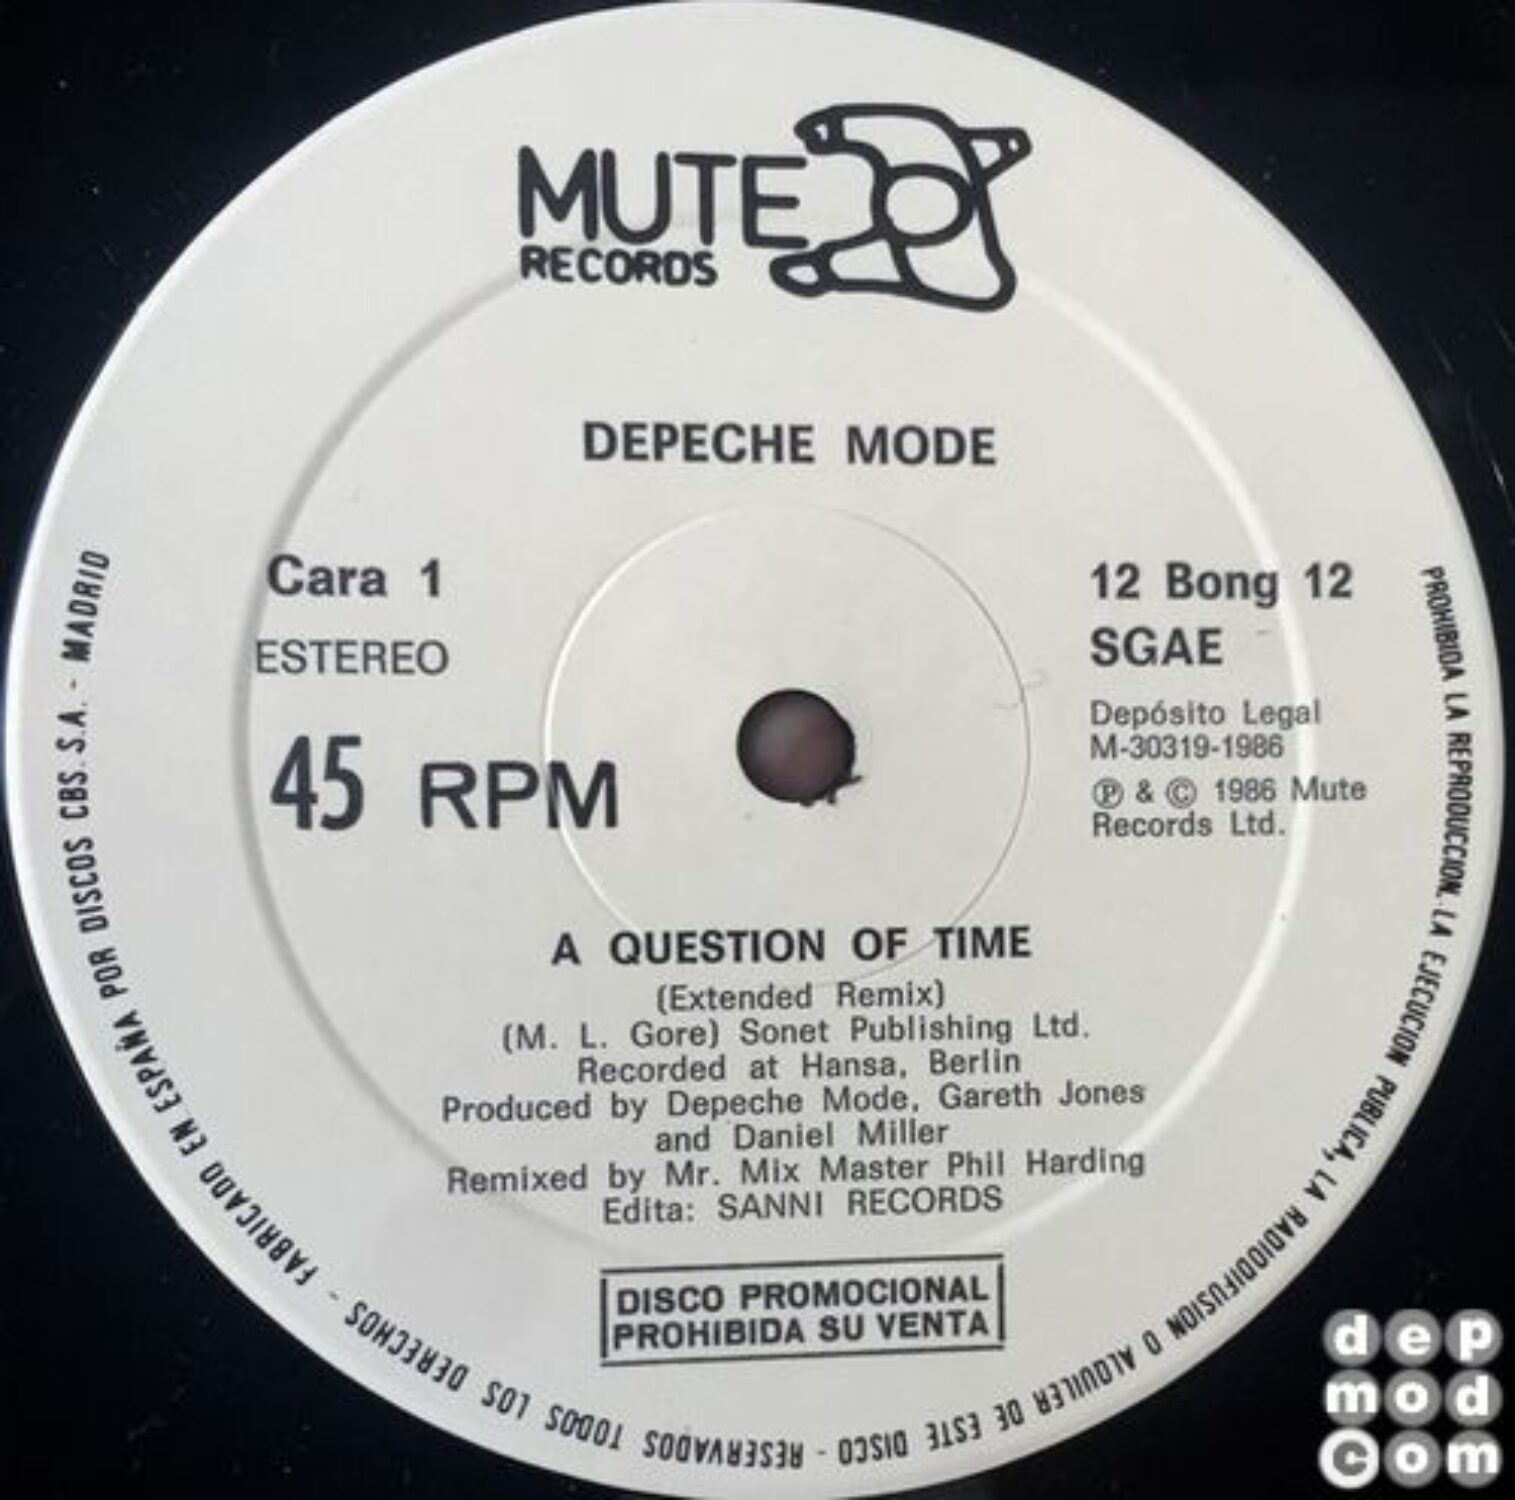 MUTE
RECORDS
DEPECHE MODE
Cara 1
ESTEREO
45 RPM
12 Bong 12
SGAE
Depósito Legal
M-30319-1986
Ⓟ & © 1986 Mute
Records Ltd.
A QUESTION OF TIME
(Extended Remix)
(M. L. Gore) Sonet Publishing Ltd.
Recorded at Hansa, Berlin
Produced by Depeche Mode, Gareth Jones
and Daniel Miller
Remixed by Mr. Mix Master Phil Harding
Edita: SANNI RECORDS
DISCO PROMOCIONAL
PROHIBIDA SU VENTA
PROHIBIDA LA REPRODUCCION, LA EJECUCION PUBLICA, LA RADIODIFUSION O ALQUILER DE ESTE DISCO - RESERVADOS TODOS LOS DERECHOS - FABRICADO EN ESPAÑA POR DISCOS CBS. S.A. - MADRID
dep
mod
com